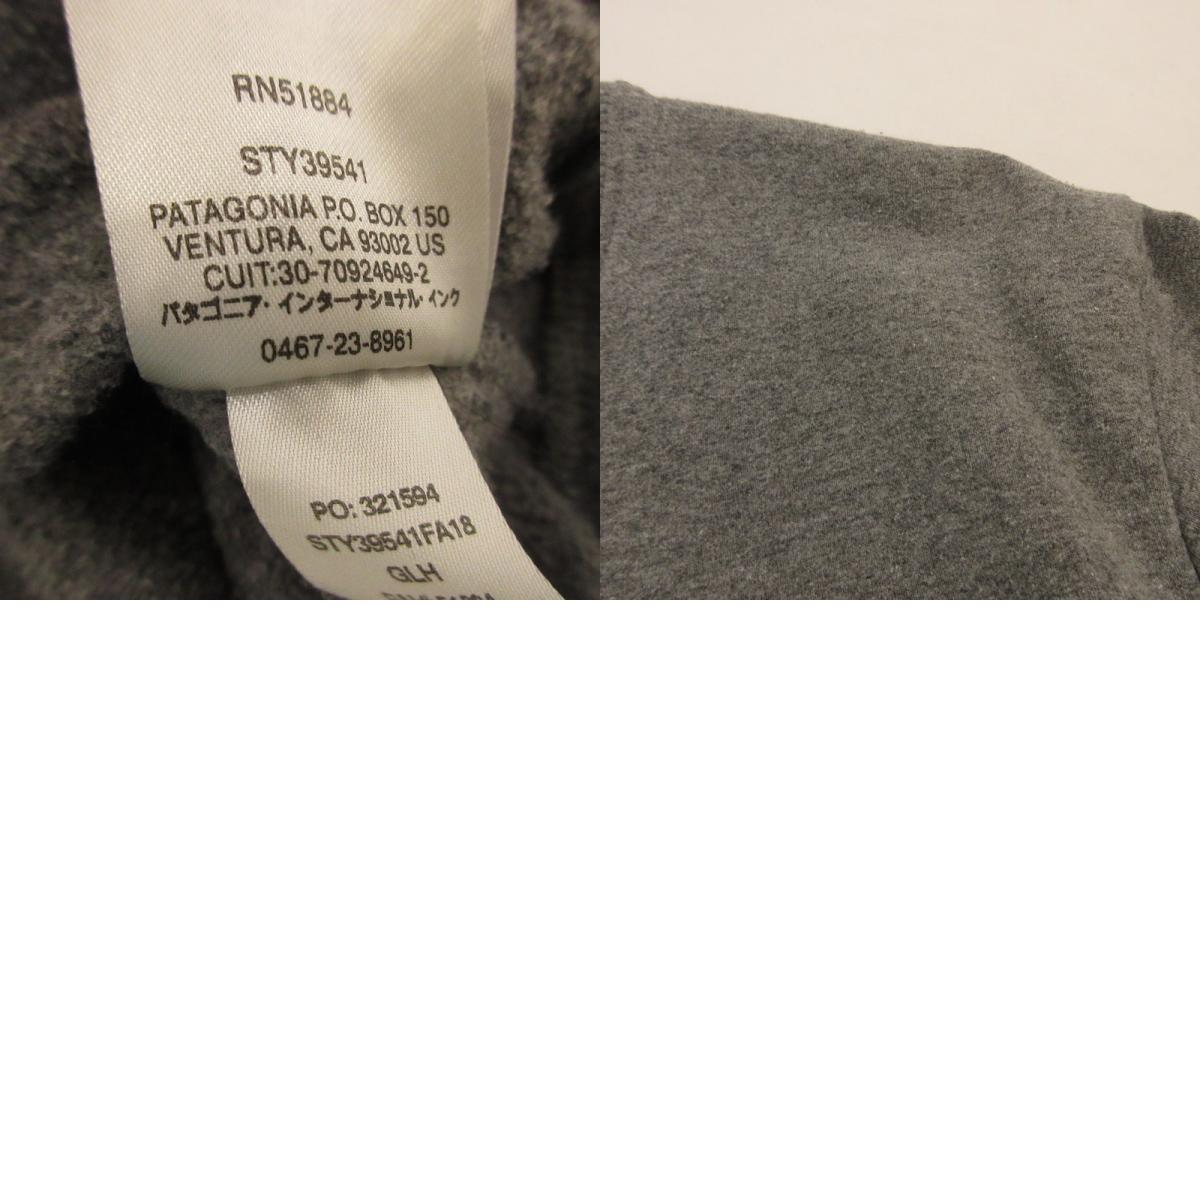 RN51884
STY39541
PATAGONIA P.O. BOX 150
VENTURA, CA 93002 US
CUIT:30-70924649-2
パタゴニア・インターナショナル・インク
0467-23-8961
PO: 321594
STY39541FA18
GLH